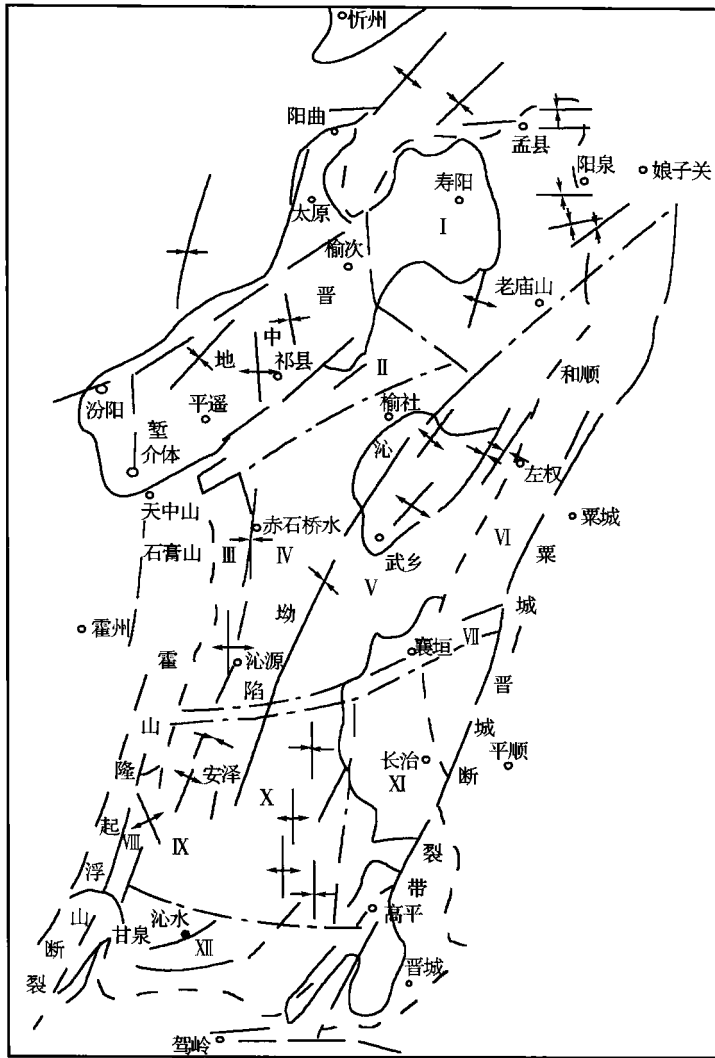 忻州
阳曲
盂县
阳泉
娘子关
寿阳
太原
I
榆次
老庙山
晋中地堑
祁县
II
和顺
汾阳
平遥
榆社
沁
介体
左权
天中山
赤石桥水
粟城
石膏山
III
IV
武乡
VI
V
粟城
坳
霍州
VII
襄垣
霍山隆起
沁源
陷
晋城断裂带
长治
平顺
XI
安泽
X
VIII
IX
浮山断裂
高平
甘泉
沁水
XII
晋城
驾岭